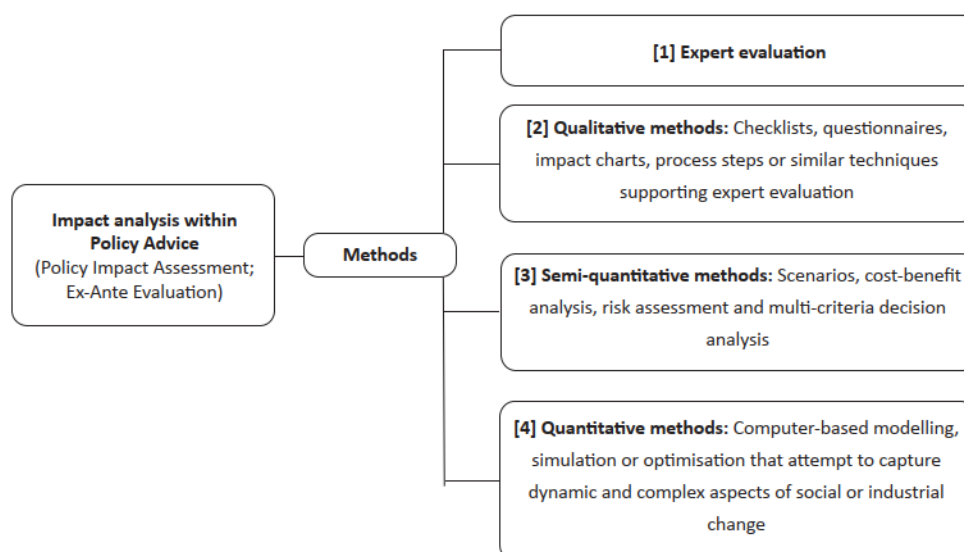 Impact analysis within
Policy Advice
(Policy Impact Assessment;
Ex-Ante Evaluation)
Methods
[1] Expert evaluation
[2] Qualitative methods: Checklists, questionnaires,
impact charts, process steps or similar techniques
supporting expert evaluation
[3] Semi-quantitative methods: Scenarios, cost-benefit
analysis, risk assessment and multi-criteria decision
analysis
[4] Quantitative methods: Computer-based modelling,
simulation or optimisation that attempt to capture
dynamic and complex aspects of social or industrial
change